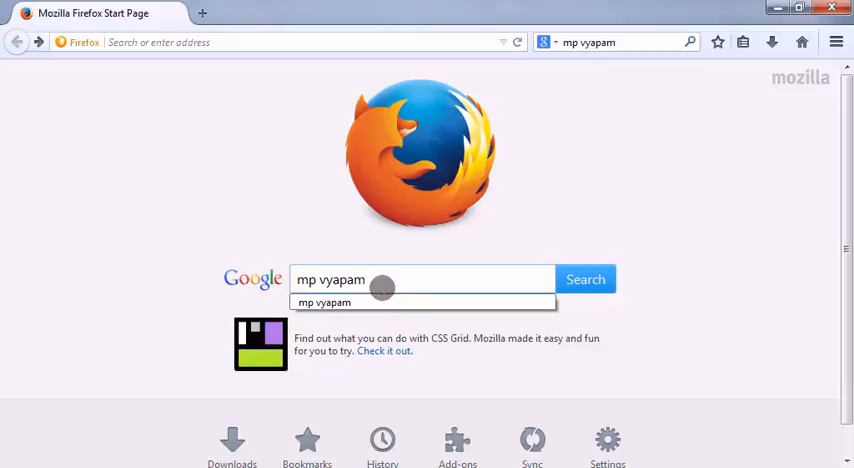 Mozilla Firefox Start Page
Firefox Search or enter address
mp vyapam
mozilla
Google mp vyapam Search
mp vyapam
Find out what you can do with CSS Grid. Mozilla made it easy and fun
for you to try. Check it out.
Downloads Bookmarks History Add-ons Sync Settings